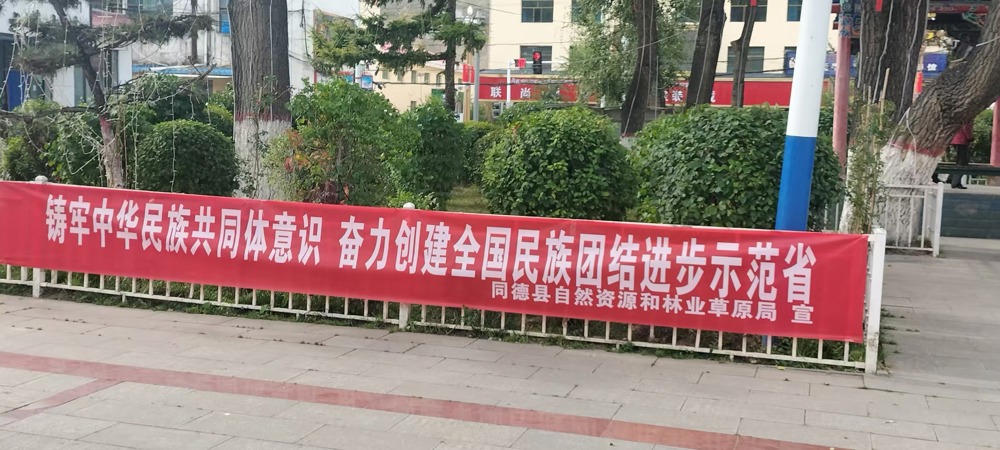 联尚
铸牢中华民族共同体意识 奋力创建全国民族团结进步示范省
同德县自然资源和林业草原局 宣